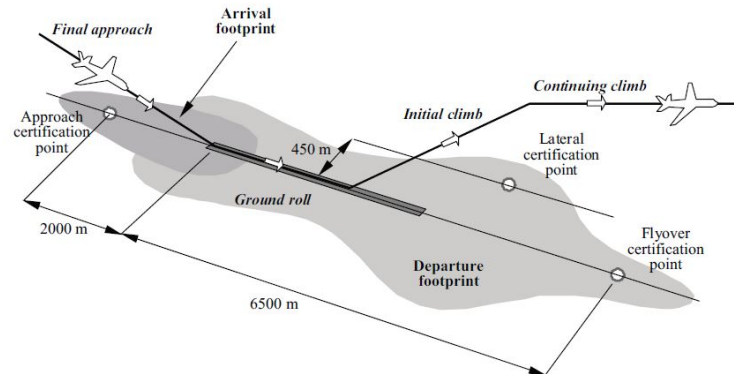 Arrival
footprint
Final approach
Continuing climb
Approach
certification
point
Initial climb
450 m
Lateral
certification
point
Ground roll
2000 m
Flyover
certification
point
Departure
footprint
6500 m